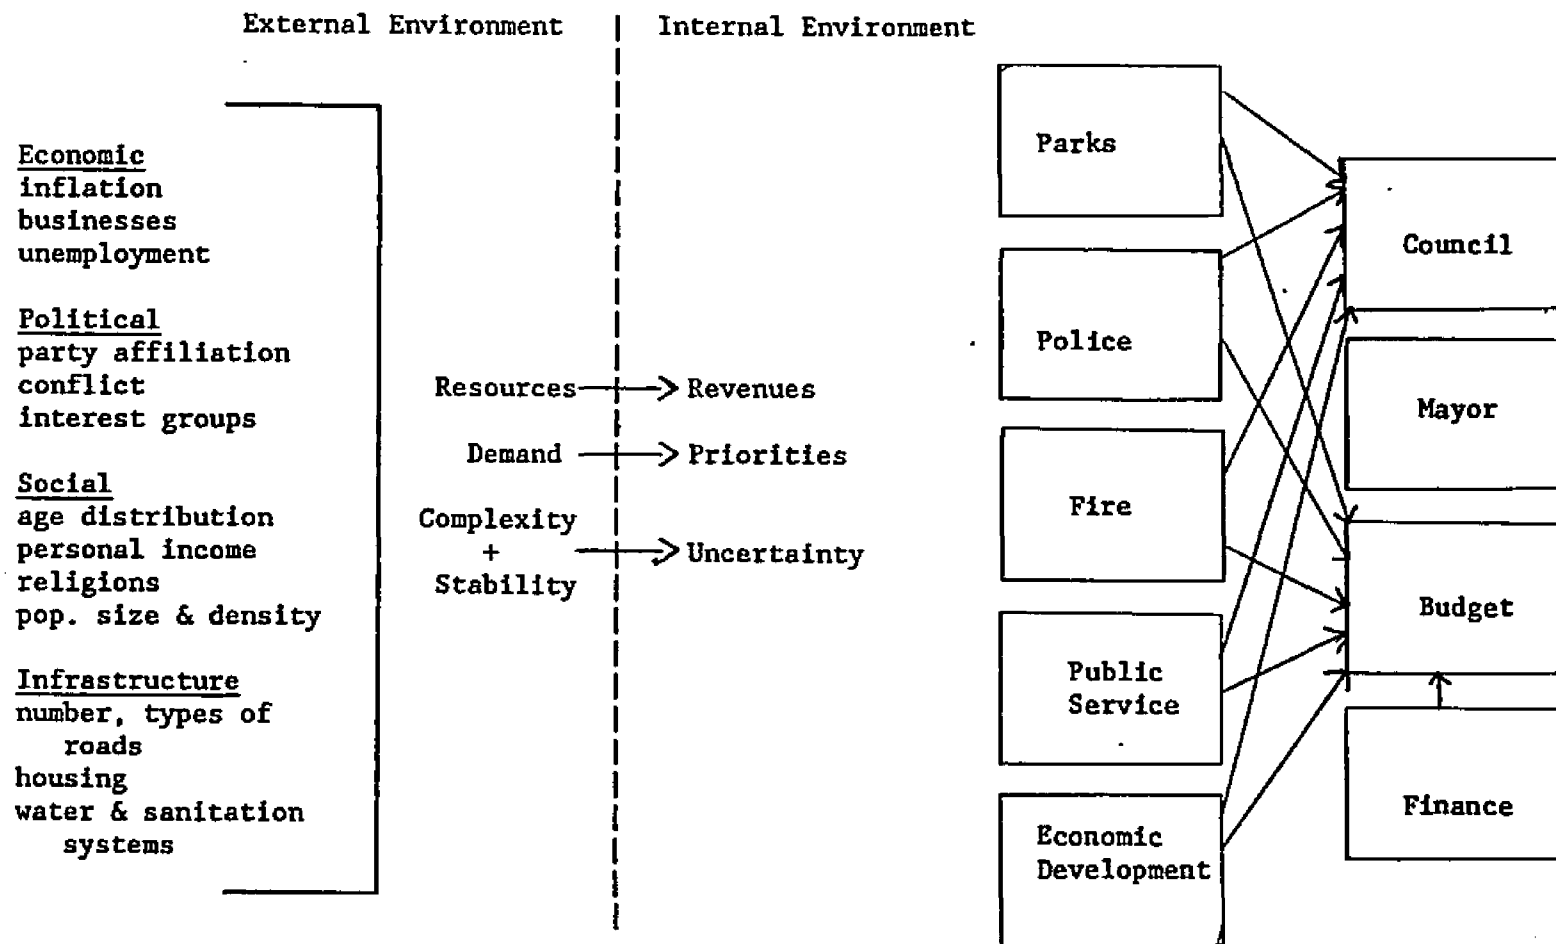 External Environment
Internal Environment
Economic
inflation
businesses
unemployment
Political
party affiliation
conflict
interest groups
Social
age distribution
personal income
religions
pop. size & density
Infrastructure
number, types of
roads
housing
water & sanitation
systems
Resources
Demand
Complexity
+
Stability
Revenues
Priorities
Uncertainty
Parks
Police
Fire
Public
Service
Economic
Development
Council
Mayor
Budget
Finance